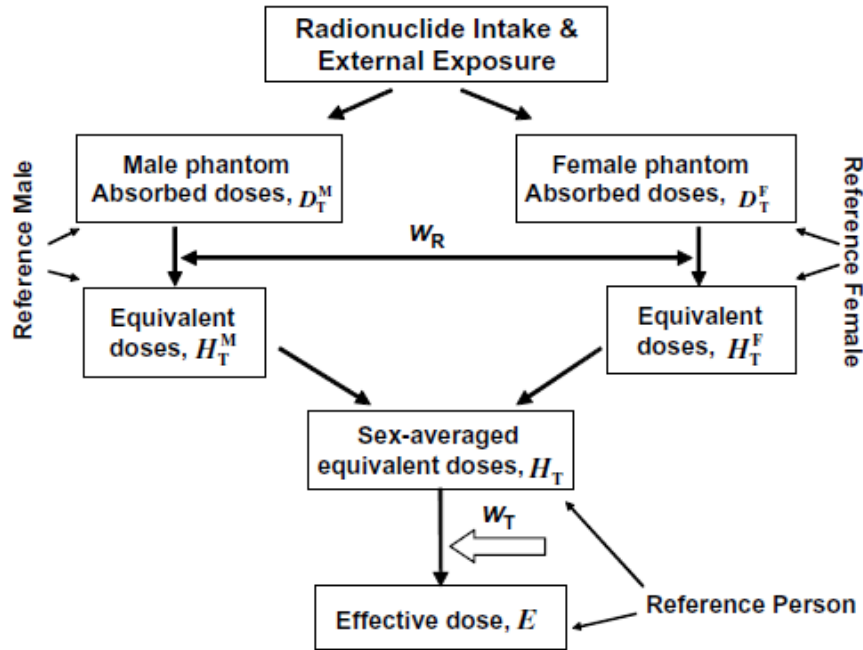 Radionuclide Intake &
External Exposure
Male phantom
Absorbed doses, D_T^M
Female phantom
Absorbed doses, D_T^F
Reference Male
Reference Female
w_R
Equivalent
doses, H_T^M
Equivalent
doses, H_T^F
Sex-averaged
equivalent doses, H_T
w_T
Effective dose, E
Reference Person